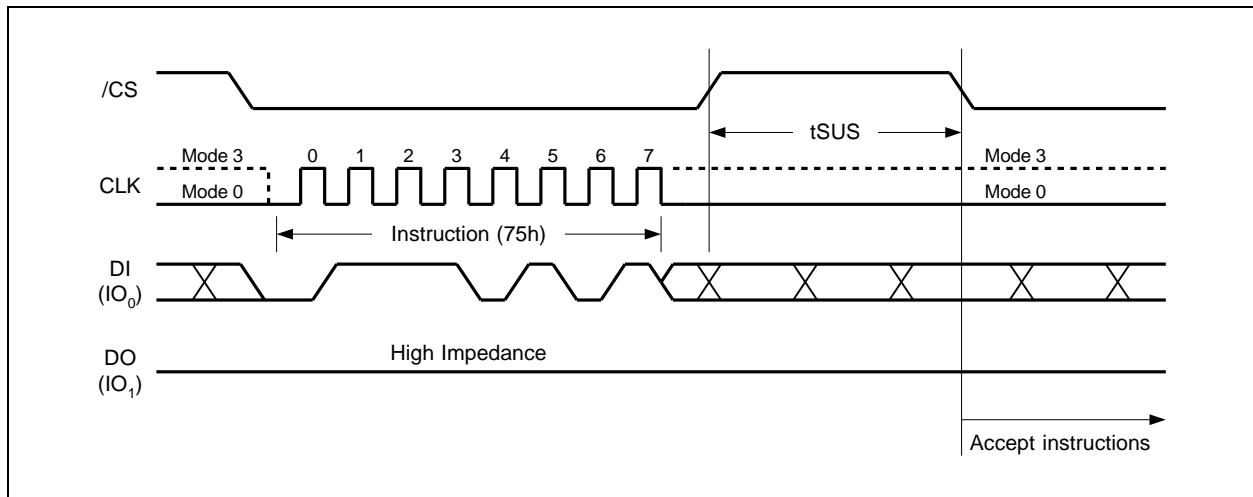 /CS
tSUS
Mode 3 0 1 2 3 4 5 6 7 Mode 3
CLK
Mode 0 Mode 0
Instruction (75h)
DI
(IO0)
High Impedance
DO
(IO1)
Accept instructions